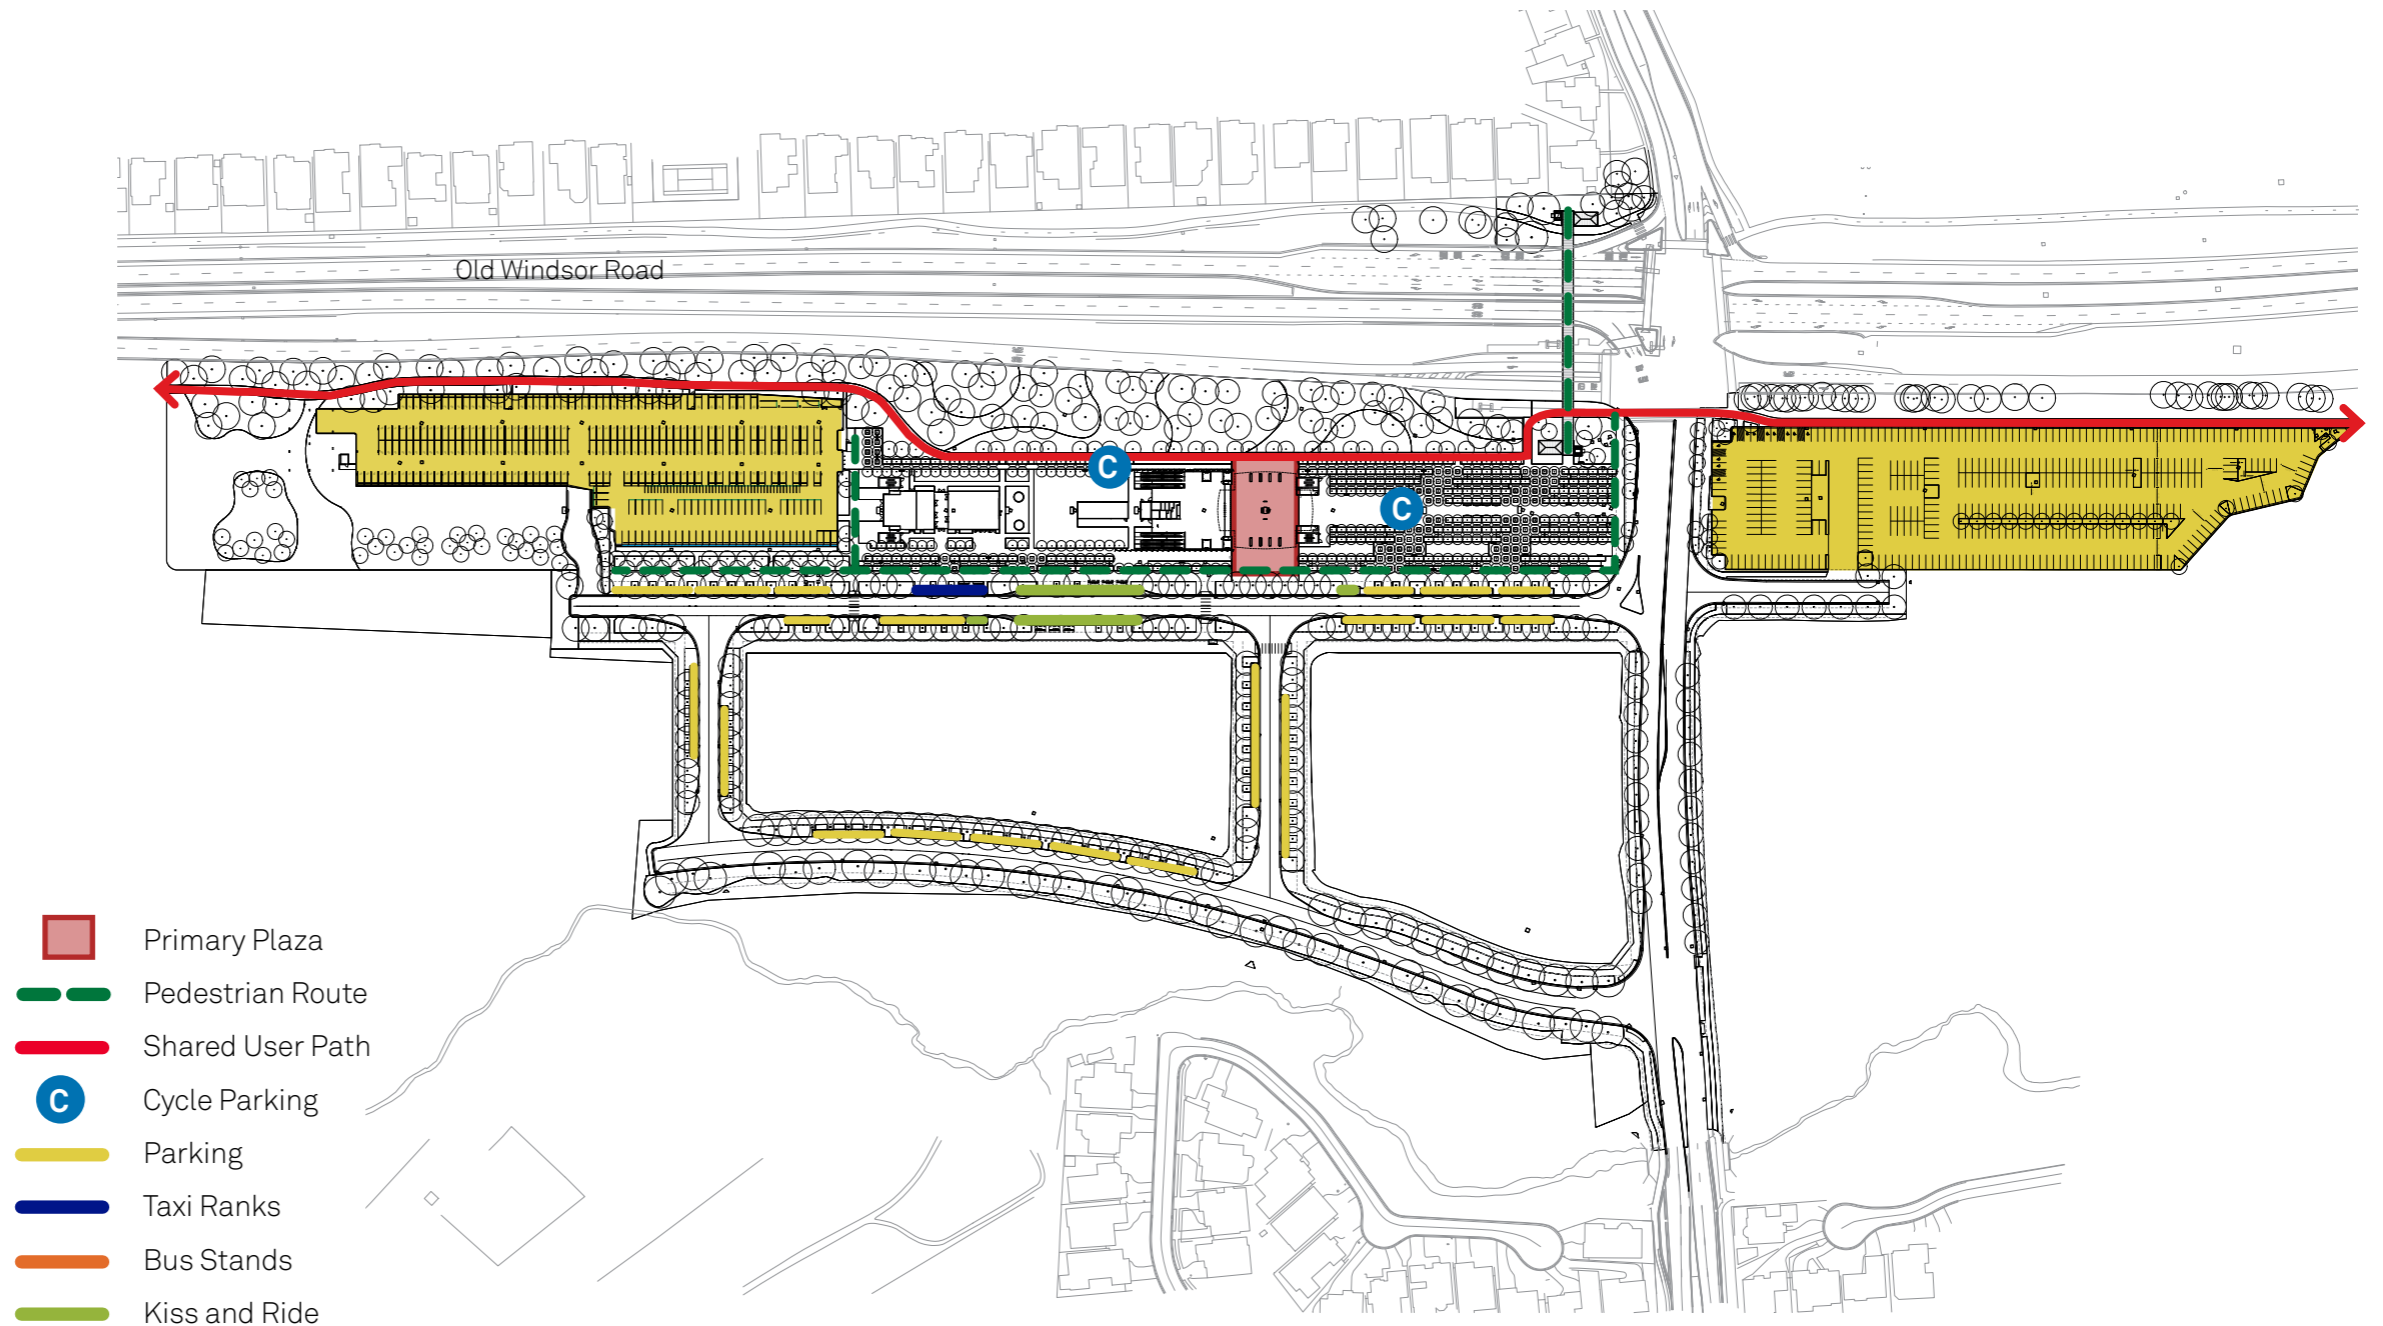 Old Windsor Road
C
C
Primary Plaza
Pedestrian Route
Shared User Path
C Cycle Parking
Parking
Taxi Ranks
Bus Stands
Kiss and Ride